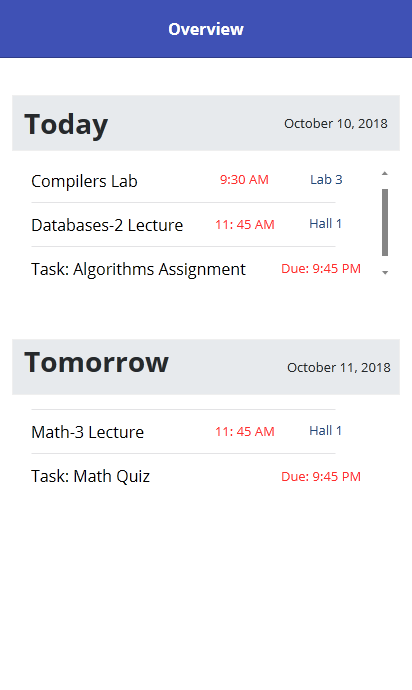 Overview
Today October 10, 2018
Compilers Lab 9:30 AM Lab 3
Databases-2 Lecture 11: 45 AM Hall 1
Task: Algorithms Assignment Due: 9:45 PM
Tomorrow October 11, 2018
Math-3 Lecture 11: 45 AM Hall 1
Task: Math Quiz Due: 9:45 PM